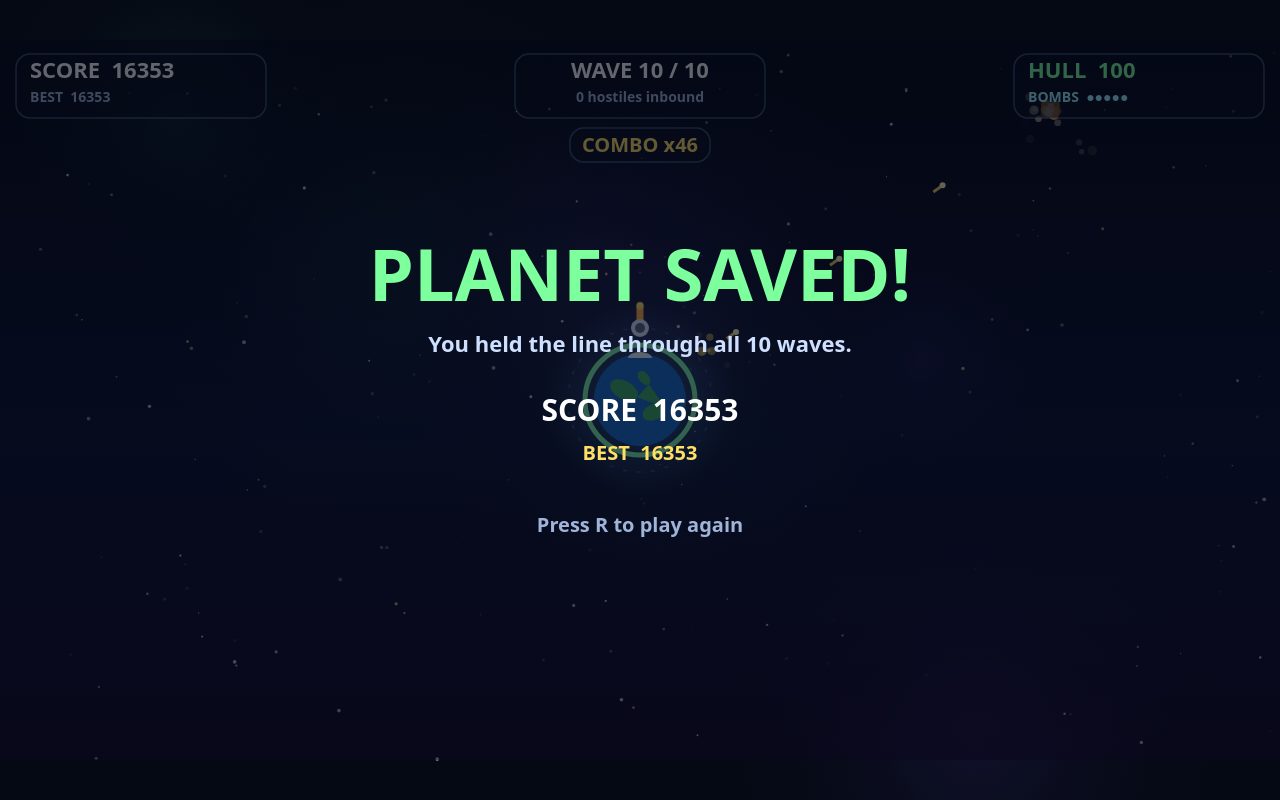 SCORE 16353
BEST 16353
WAVE 10 / 10
0 hostiles inbound
HULL 100
BOMBS ●●●●●
COMBO x46
PLANET SAVED!
You held the line through all 10 waves.
SCORE 16353
BEST 16353
Press R to play again